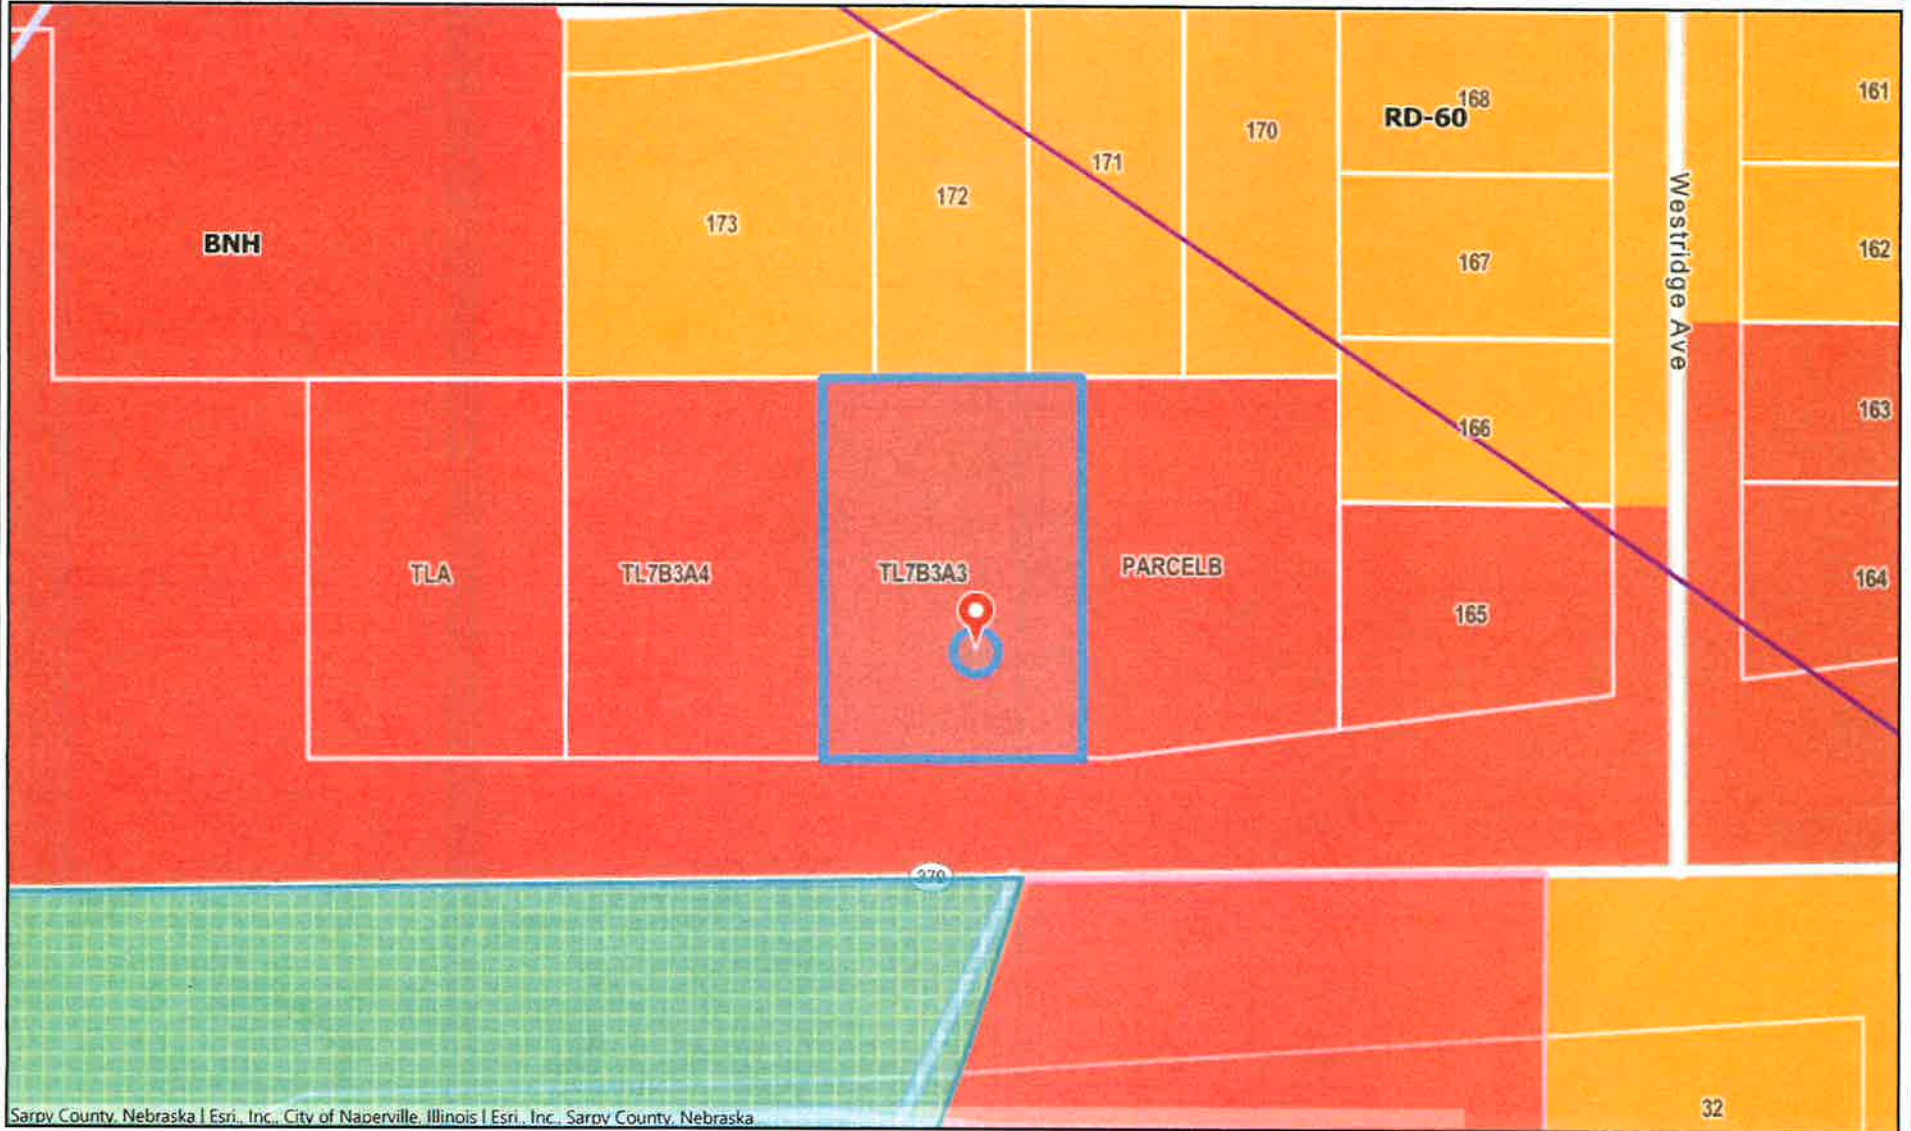 161
168
RD-60
170
171
172
173
Westridge Ave
BNH
162
167
163
166
TLA
TL7B3A4
TL7B3A3
PARCELB
164
165
370
32
Sarpy County, Nebraska | Esri., Inc., City of Naperville, Illinois | Esri., Inc., Sarpy County, Nebraska